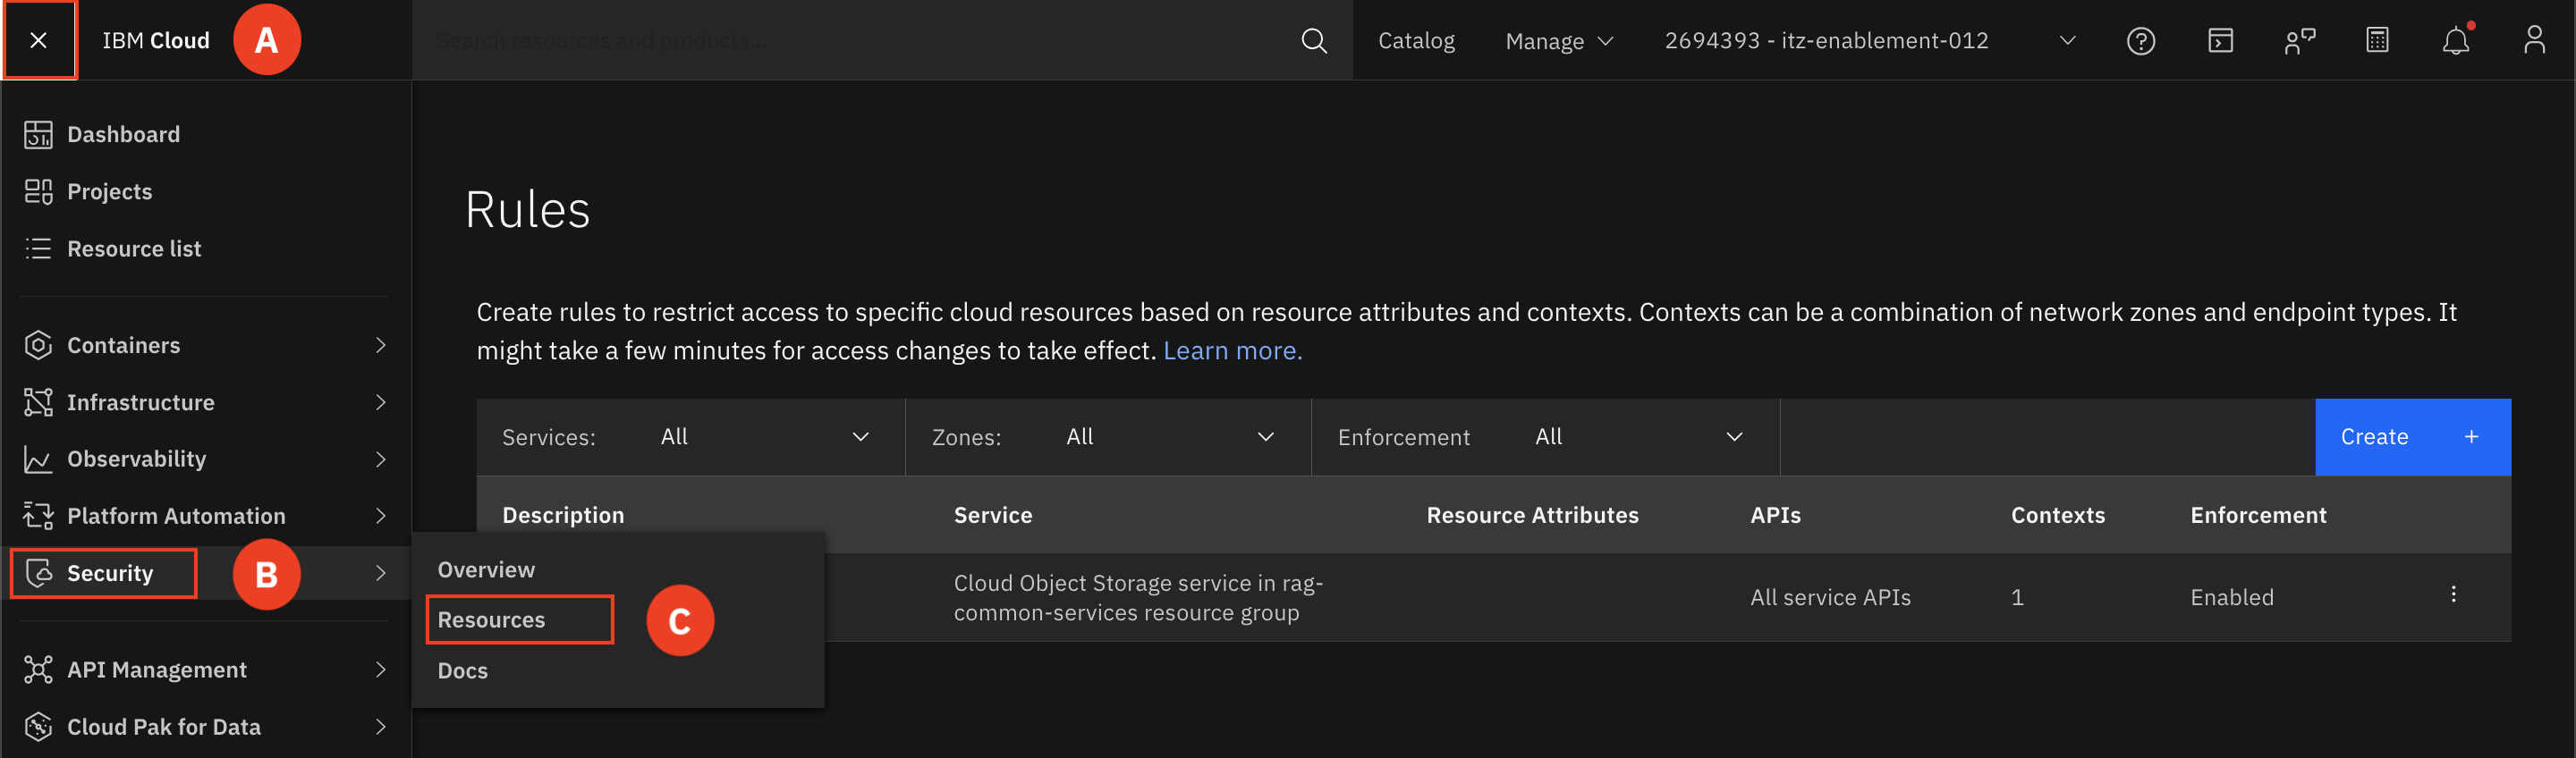 IBM Cloud
A
Search resources and products...
Catalog
Manage
2694393 - itz-enablement-012
Dashboard
Projects
Resource list
Containers
Infrastructure
Observability
Platform Automation
Security
B
API Management
Cloud Pak for Data
Overview
Resources
C
Docs
Rules
Create rules to restrict access to specific cloud resources based on resource attributes and contexts. Contexts can be a combination of network zones and endpoint types. It
might take a few minutes for access changes to take effect. Learn more.
Services: All
Zones: All
Enforcement All
Create +
Description Service Resource Attributes APIs Contexts Enforcement
Cloud Object Storage service in rag-
common-services resource group
All service APIs 1 Enabled